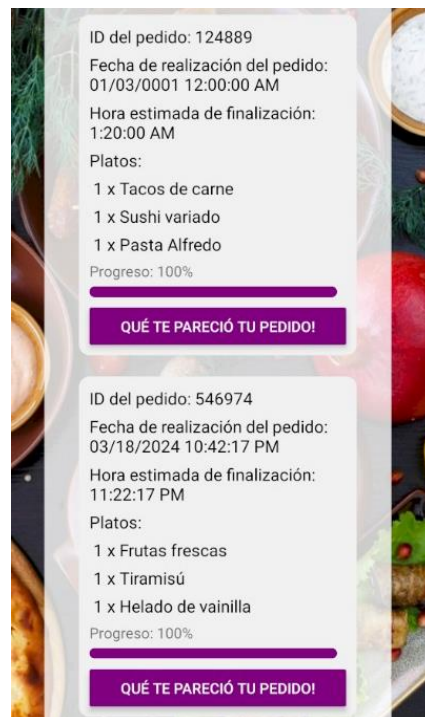 ID del pedido: 124889
Fecha de realización del pedido:
01/03/0001 12:00:00 AM
Hora estimada de finalización:
1:20:00 AM
Platos:
1 x Tacos de carne
1 x Sushi variado
1 x Pasta Alfredo
Progreso: 100%
QUÉ TE PARECIÓ TU PEDIDO!
ID del pedido: 546974
Fecha de realización del pedido:
03/18/2024 10:42:17 PM
Hora estimada de finalización:
11:22:17 PM
Platos:
1 x Frutas frescas
1 x Tiramisú
1 x Helado de vainilla
Progreso: 100%
QUÉ TE PARECIÓ TU PEDIDO!